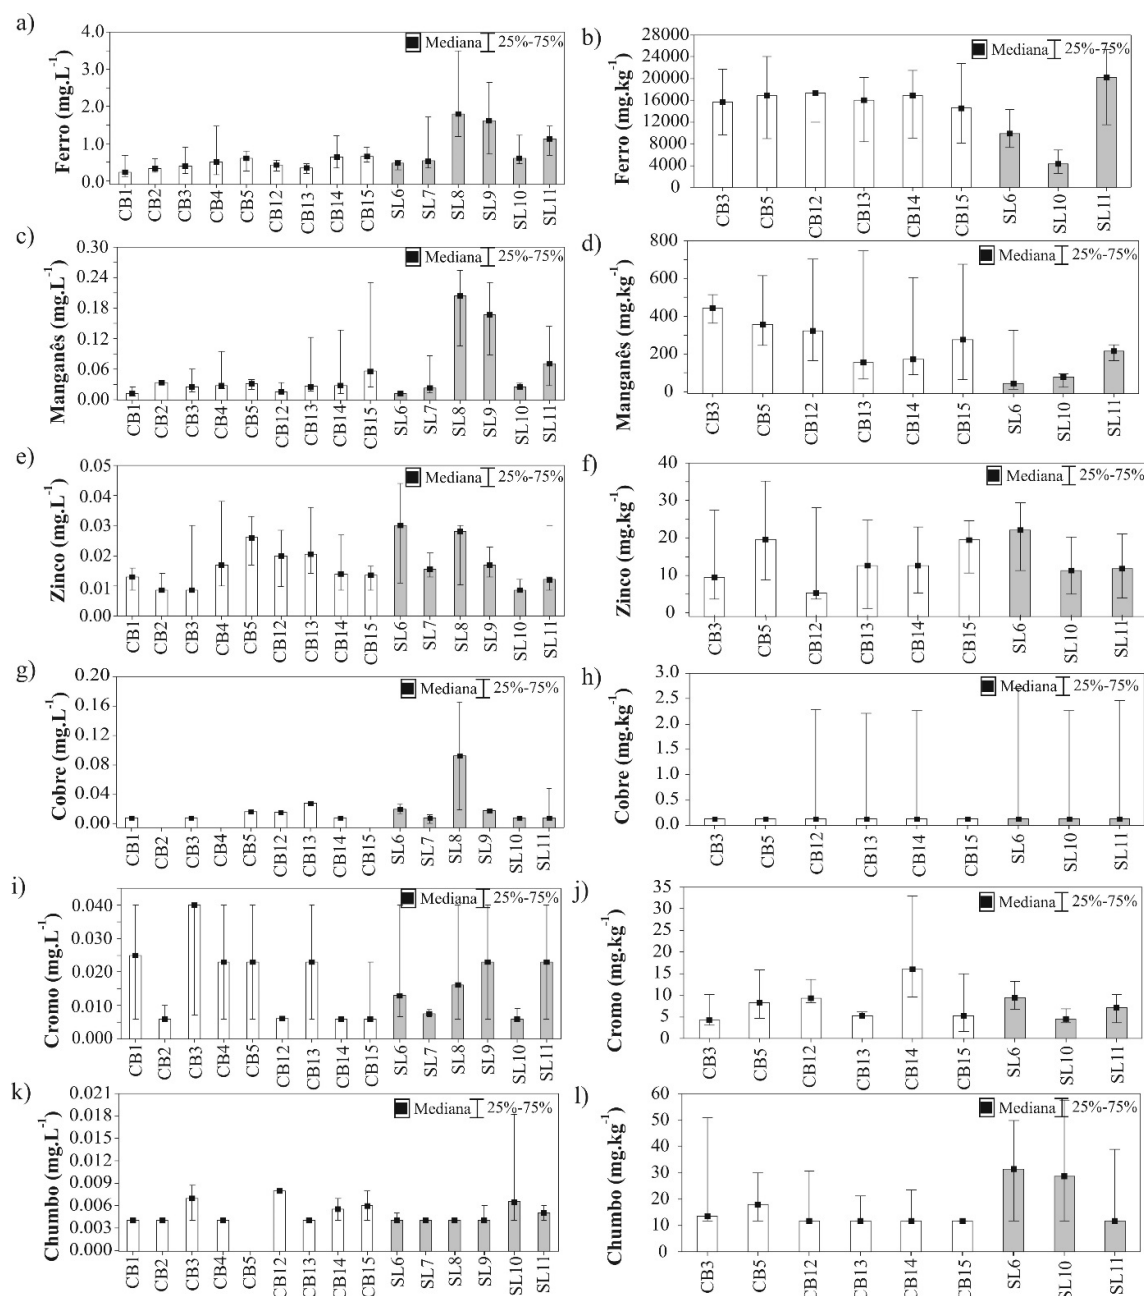 a)
Ferro (mg.L⁻¹)
4.0
3.0
2.0
1.0
0.0
Mediana 25%-75%
CB1 CB2 CB3 CB4 CB5 CB12 CB13 CB14 CB15 SL6 SL7 SL8 SL9 SL10 SL11
b)
Ferro (mg.kg⁻¹)
28000
24000
20000
16000
12000
8000
4000
0
Mediana 25%-75%
CB3 CB5 CB12 CB13 CB14 CB15 SL6 SL10 SL11
c)
Manganês (mg.L⁻¹)
0.30
0.24
0.18
0.12
0.06
0.00
Mediana 25%-75%
CB1 CB2 CB3 CB4 CB5 CB12 CB13 CB14 CB15 SL6 SL7 SL8 SL9 SL10 SL11
d)
Manganês (mg.kg⁻¹)
800
600
400
200
0
Mediana 25%-75%
CB3 CB5 CB12 CB13 CB14 CB15 SL6 SL10 SL11
e)
Zinco (mg.L⁻¹)
0.05
0.04
0.03
0.02
0.01
0.00
Mediana 25%-75%
CB1 CB2 CB3 CB4 CB5 CB12 CB13 CB14 CB15 SL6 SL7 SL8 SL9 SL10 SL11
f)
Zinco (mg.kg⁻¹)
40
30
20
10
0
Mediana 25%-75%
CB3 CB5 CB12 CB13 CB14 CB15 SL6 SL10 SL11
g)
Cobre (mg.L⁻¹)
0.20
0.16
0.12
0.08
0.04
0.00
Mediana 25%-75%
CB1 CB2 CB3 CB4 CB5 CB12 CB13 CB14 CB15 SL6 SL7 SL8 SL9 SL10 SL11
h)
Cobre (mg.kg⁻¹)
3.0
2.5
2.0
1.5
1.0
0.5
0.0
Mediana 25%-75%
CB3 CB5 CB12 CB13 CB14 CB15 SL6 SL10 SL11
i)
Cromo (mg.L⁻¹)
0.040
0.030
0.020
0.010
0.000
Mediana 25%-75%
CB1 CB2 CB3 CB4 CB5 CB12 CB13 CB14 CB15 SL6 SL7 SL8 SL9 SL10 SL11
j)
Cromo (mg.kg⁻¹)
35
30
25
20
15
10
5
0
Mediana 25%-75%
CB3 CB5 CB12 CB13 CB14 CB15 SL6 SL10 SL11
k)
Chumbo (mg.L⁻¹)
0.021
0.018
0.015
0.012
0.009
0.006
0.003
0.000
Mediana 25%-75%
CB1 CB2 CB3 CB4 CB5 CB12 CB13 CB14 CB15 SL6 SL7 SL8 SL9 SL10 SL11
l)
Chumbo (mg.kg⁻¹)
60
50
40
30
20
10
0
Mediana 25%-75%
CB3 CB5 CB12 CB13 CB14 CB15 SL6 SL10 SL11